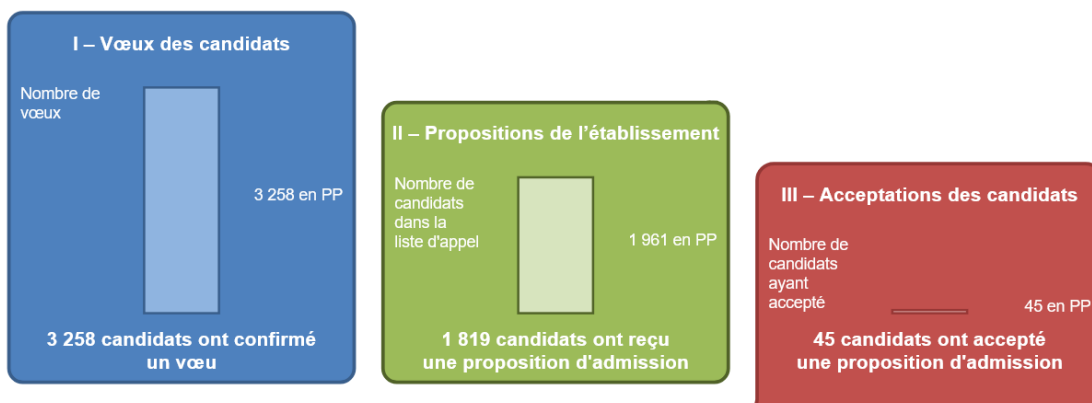 I – Vœux des candidats
Nombre de
vœux
3 258 en PP
3 258 candidats ont confirmé
un vœu
II – Propositions de l'établissement
Nombre de
candidats
dans la
liste d'appel
1 961 en PP
1 819 candidats ont reçu
une proposition d'admission
III – Acceptations des candidats
Nombre de
candidats
ayant
accepté
45 en PP
45 candidats ont accepté
une proposition d'admission